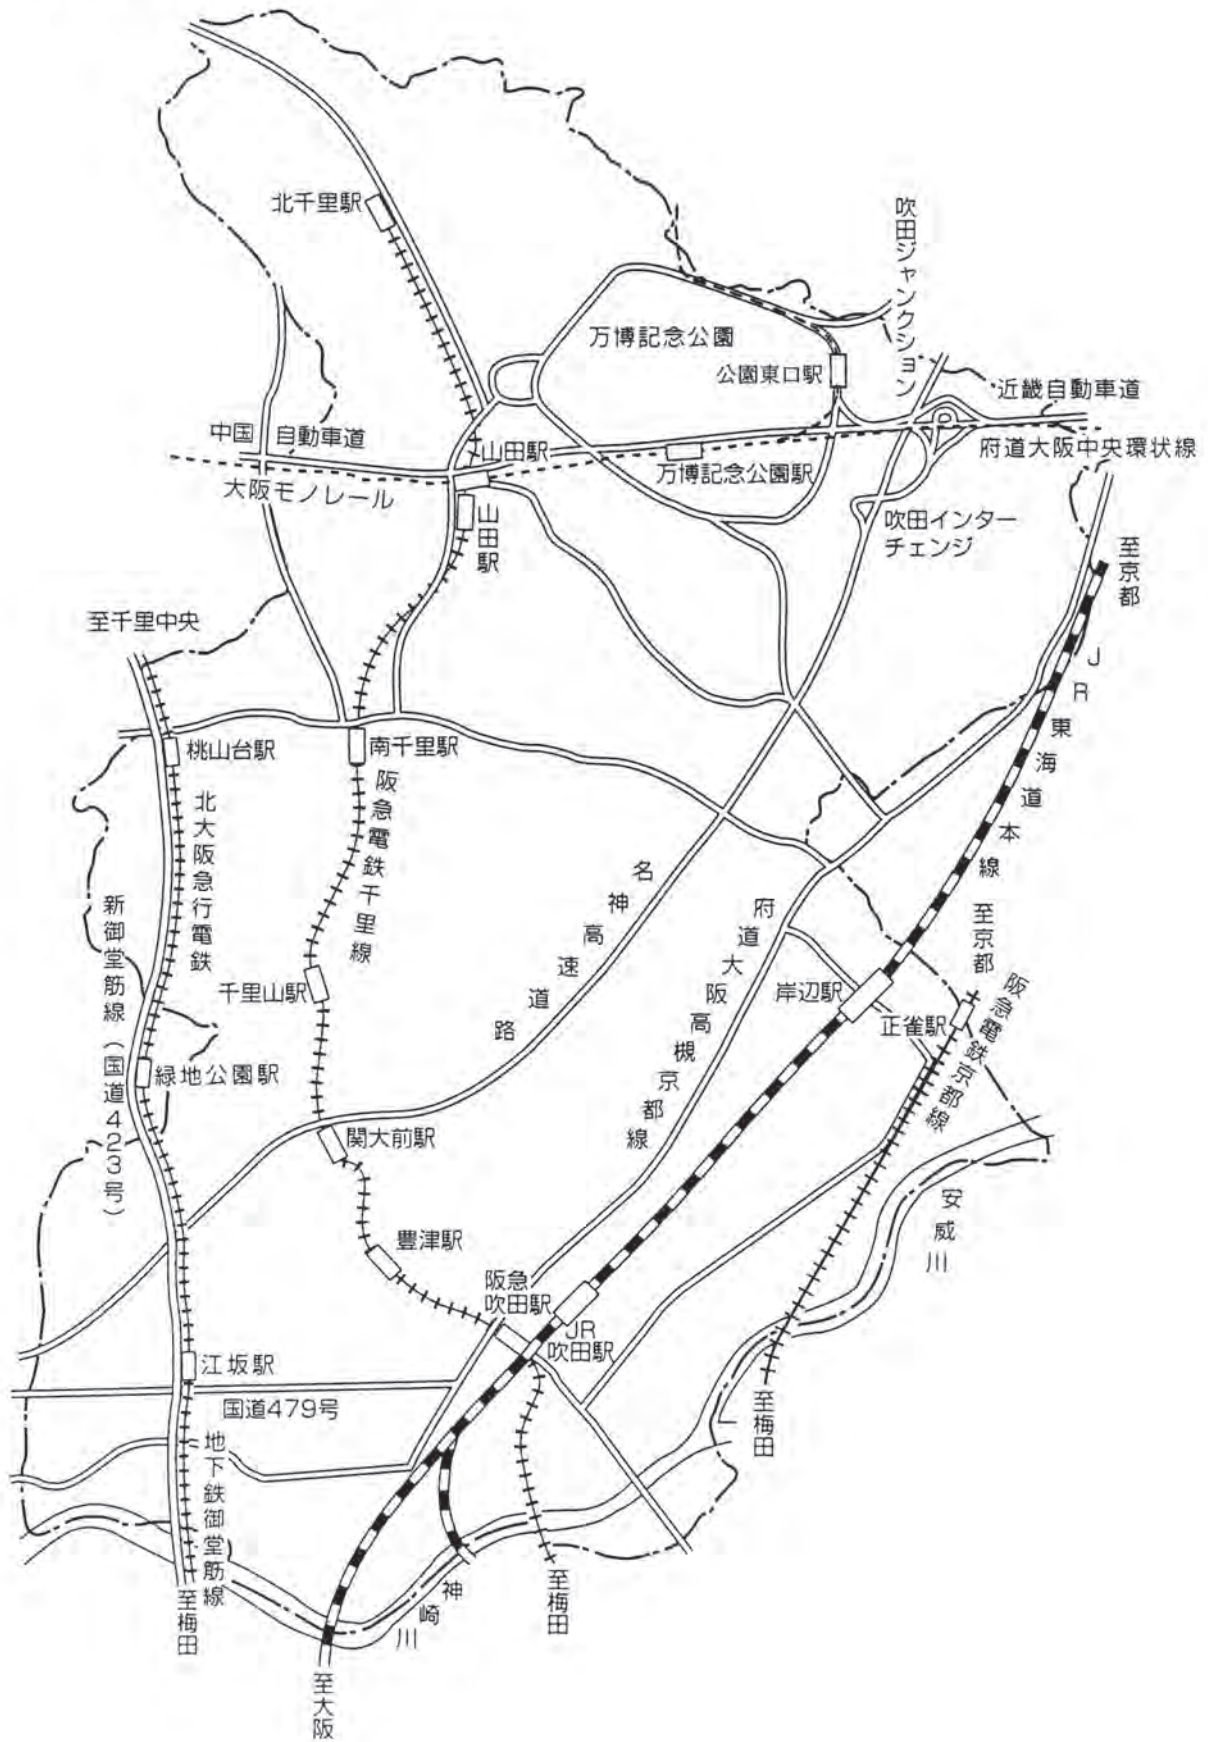 北千里駅
吹田ジャンクション
万博記念公園
公園東口駅
近畿自動車道
中国自動車道
山田駅
府道大阪中央環状線
万博記念公園駅
大阪モノレール
山田駅
吹田インター
チェンジ
至京都
至千里中央
JR東海道本線
桃山台駅
南千里駅
北大阪急行電鉄
阪急電鉄千里線
名神高速道路
新御堂筋線（国道423号）
府道大阪高槻京都線
至京都
千里山駅
岸辺駅
阪急電鉄京都線
正雀駅
緑地公園駅
関大前駅
安威川
豊津駅
阪急
吹田駅
JR
吹田駅
江坂駅
国道479号
至梅田
地下鉄御堂筋線
至梅田
至梅田
神崎川
至大阪